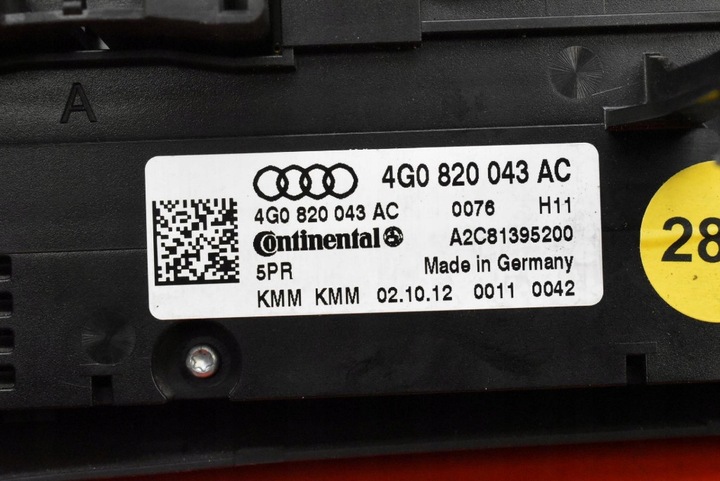 A
4G0 820 043 AC
4G0 820 043 AC 0076 H11
Continental A2C81395200
5PR Made in Germany
KMM KMM 02.10.12 0011 0042
28